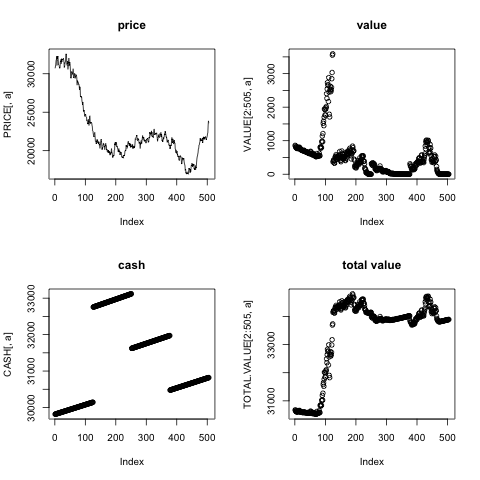 price
PRICE[, a]
20000 25000 30000
0 100 200 300 400 500
Index
value
VALUE[2:505, a]
0 1000 2000 3000
0 100 200 300 400 500
Index
cash
CASH[, a]
30000 31000 32000 33000
0 100 200 300 400 500
Index
total value
TOTAL.VALUE[2:505, a]
31000 33000
0 100 200 300 400 500
Index